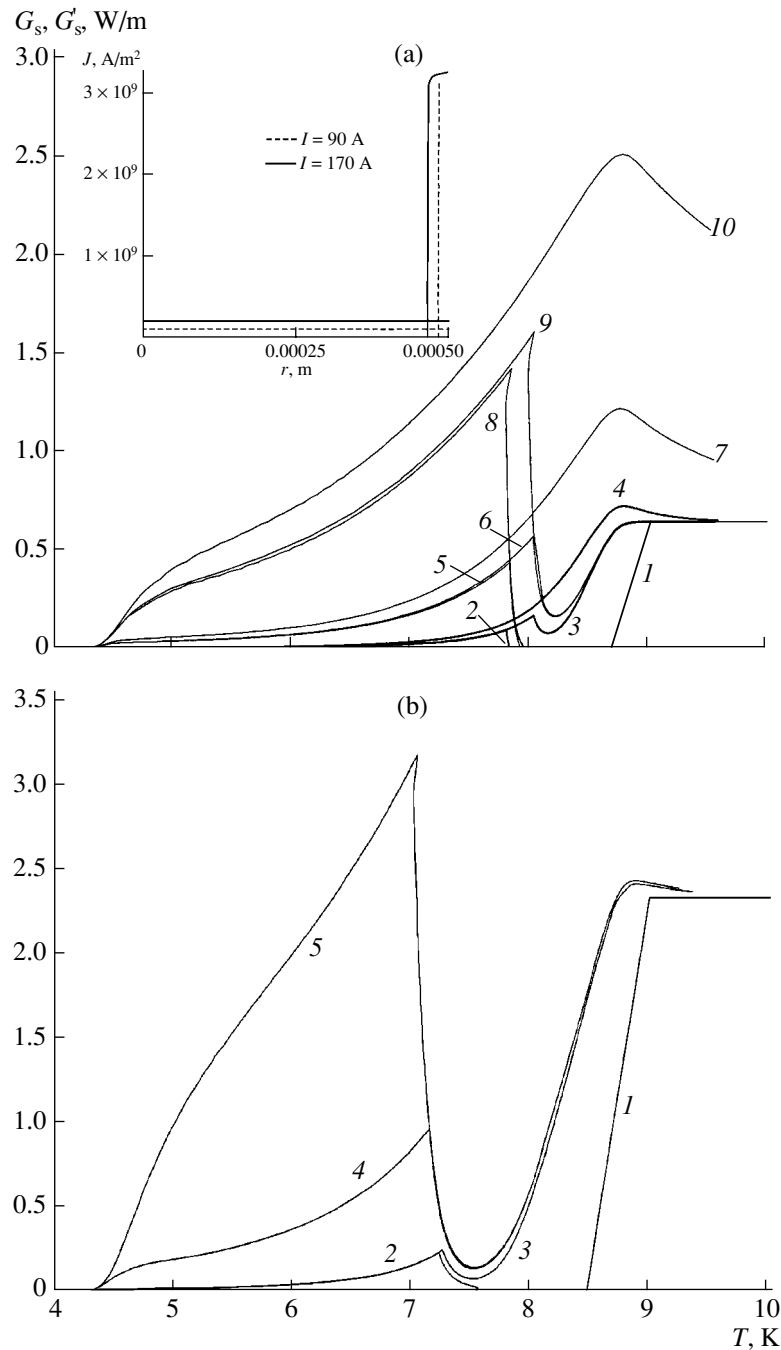 G_s, G'_s, W/m
(a)
3.0
2.5
2.0
1.5
1.0
0.5
0
J, A/m²
3 × 10⁹
2 × 10⁹
1 × 10⁹
I = 90 A
I = 170 A
0
0.00025
0.00050
r, m
10
9
8
7
6
5
4
3
2
1
(b)
3.5
3.0
2.5
2.0
1.5
1.0
0.5
0
5
4
2
3
1
4 5 6 7 8 9 10
T, K